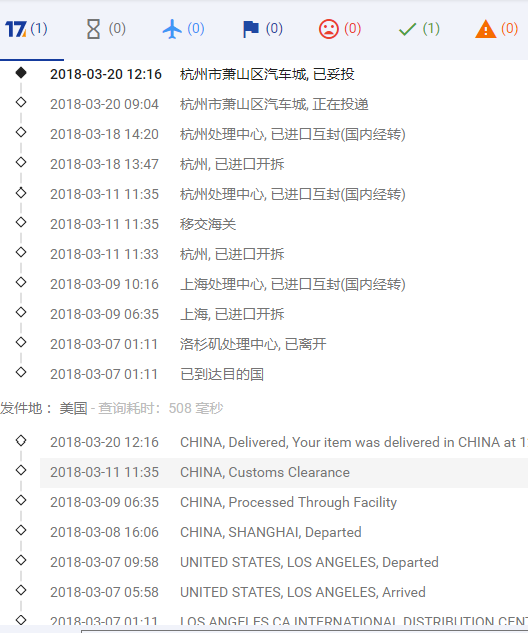 17 (1) (0) (0) (0) (0) (1) (0)
2018-03-20 12:16 杭州市萧山区汽车城, 已妥投
2018-03-20 09:04 杭州市萧山区汽车城, 正在投递
2018-03-18 14:20 杭州处理中心, 已进口互封(国内经转)
2018-03-18 13:47 杭州, 已进口开拆
2018-03-11 11:35 杭州处理中心, 已进口互封(国内经转)
2018-03-11 11:35 移交海关
2018-03-11 11:33 杭州, 已进口开拆
2018-03-09 10:16 上海处理中心, 已进口互封(国内经转)
2018-03-09 06:35 上海, 已进口开拆
2018-03-07 01:11 洛杉矶处理中心, 已离开
2018-03-07 01:11 已到达目的国
发件地： 美国 - 查询耗时： 508 毫秒
2018-03-20 12:16 CHINA, Delivered, Your item was delivered in CHINA at 1
2018-03-11 11:35 CHINA, Customs Clearance
2018-03-09 06:35 CHINA, Processed Through Facility
2018-03-08 16:06 CHINA, SHANGHAI, Departed
2018-03-07 09:58 UNITED STATES, LOS ANGELES, Departed
2018-03-07 05:58 UNITED STATES, LOS ANGELES, Arrived
2018-03-07 01:11 LOS ANGELES CA INTERNATIONAL DISTRIBUTION CEN